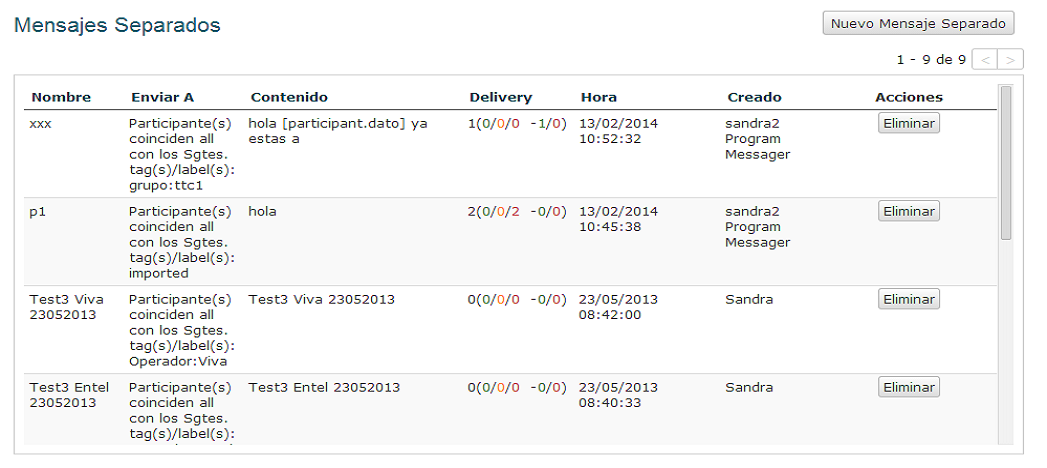 Mensajes Separados
Nuevo Mensaje Separado
1 - 9 de 9 < >
Nombre Enviar A Contenido Delivery Hora Creado Acciones
xxx Participante(s) hola [participant.dato] ya 1(0/0/0 -1/0) 13/02/2014 sandra2 Eliminar
coinciden all estas a 10:52:32 Program
con los Sgtes. Messager
tag(s)/label(s):
grupo:ttc1
p1 Participante(s) hola 2(0/0/2 -0/0) 13/02/2014 sandra2 Eliminar
coinciden all 10:45:38 Program
con los Sgtes. Messager
tag(s)/label(s):
imported
Test3 Viva Participante(s) Test3 Viva 23052013 0(0/0/0 -0/0) 23/05/2013 Sandra Eliminar
23052013 coinciden all 08:42:00
con los Sgtes.
tag(s)/label(s):
Operador:Viva
Test3 Entel Participante(s) Test3 Entel 23052013 0(0/0/0 -0/0) 23/05/2013 Sandra Eliminar
23052013 coinciden all 08:40:33
con los Sgtes.
tag(s)/label(s):